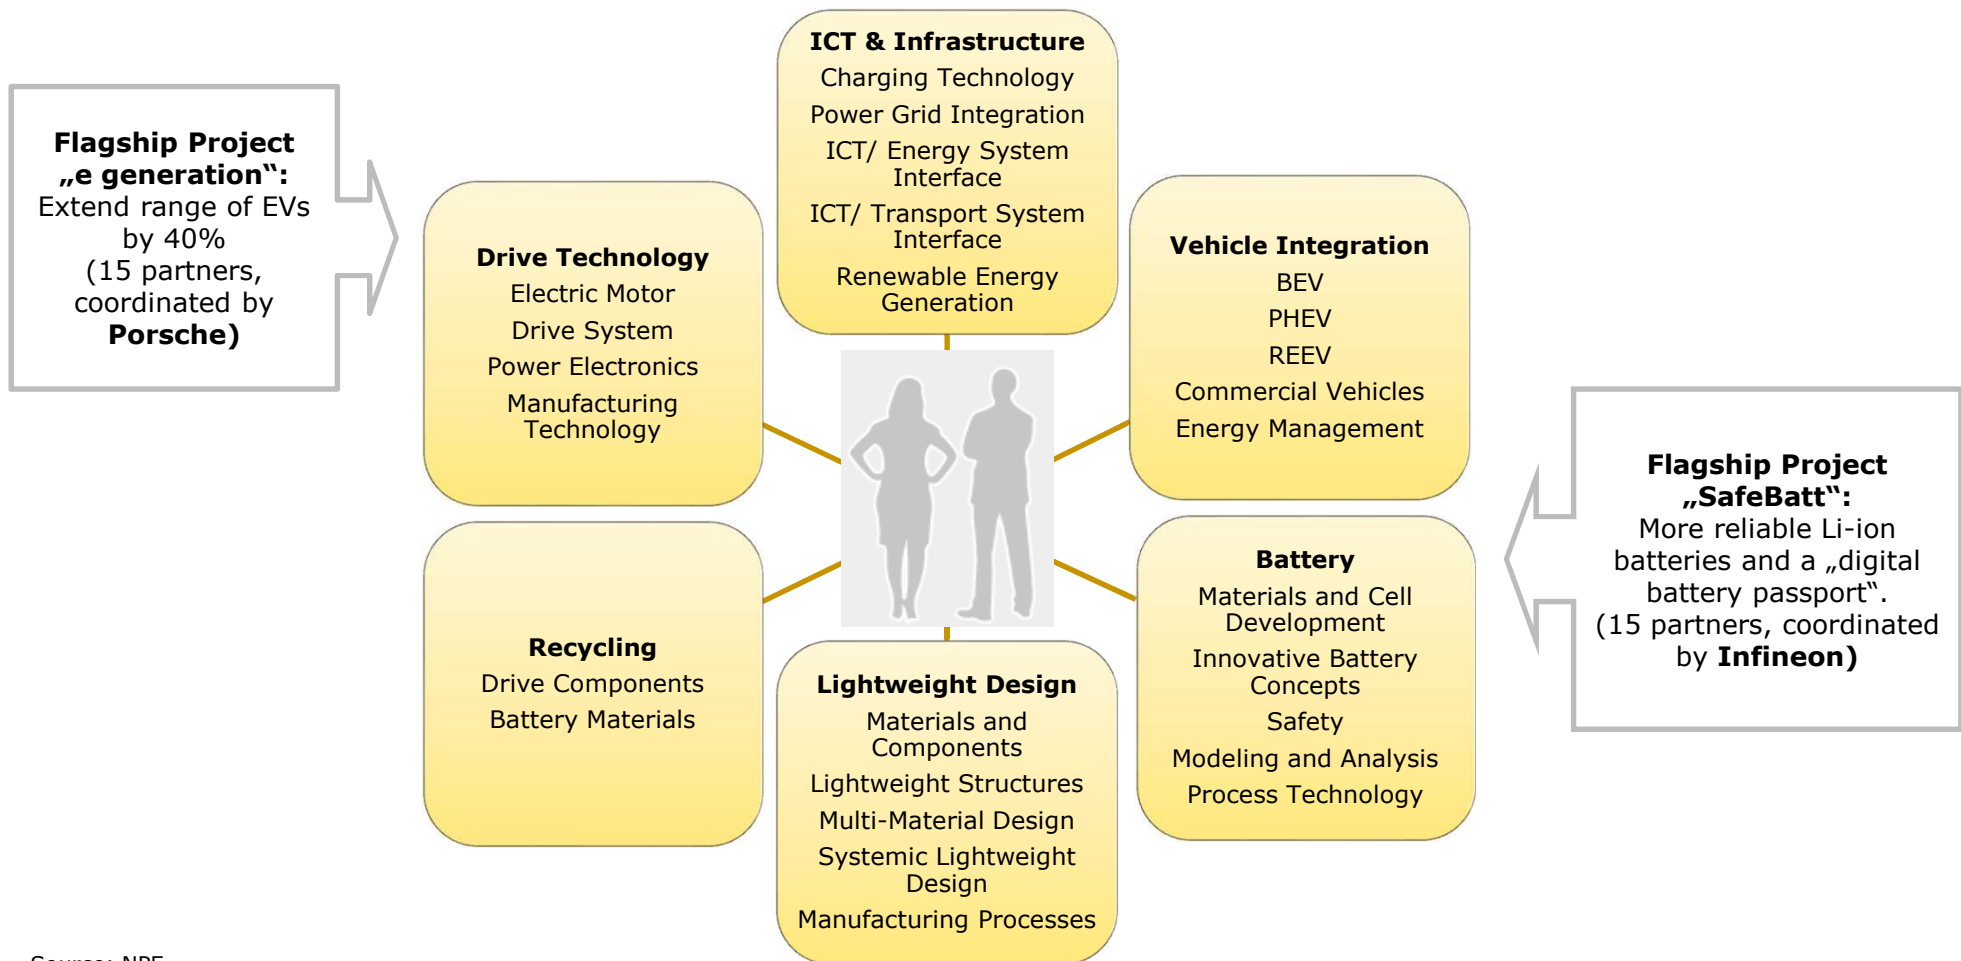 ICT & Infrastructure
Charging Technology
Power Grid Integration
ICT/ Energy System
Interface
ICT/ Transport System
Interface
Renewable Energy
Generation
Flagship Project
„e generation“:
Extend range of EVs
by 40%
(15 partners,
coordinated by
Porsche)
Drive Technology
Electric Motor
Drive System
Power Electronics
Manufacturing
Technology
Vehicle Integration
BEV
PHEV
REEV
Commercial Vehicles
Energy Management
Flagship Project
„SafeBatt“:
More reliable Li-ion
batteries and a „digital
battery passport“.
(15 partners, coordinated
by Infineon)
Battery
Materials and Cell
Development
Innovative Battery
Concepts
Safety
Modeling and Analysis
Process Technology
Recycling
Drive Components
Battery Materials
Lightweight Design
Materials and
Components
Lightweight Structures
Multi-Material Design
Systemic Lightweight
Design
Manufacturing Processes
Source: NPE